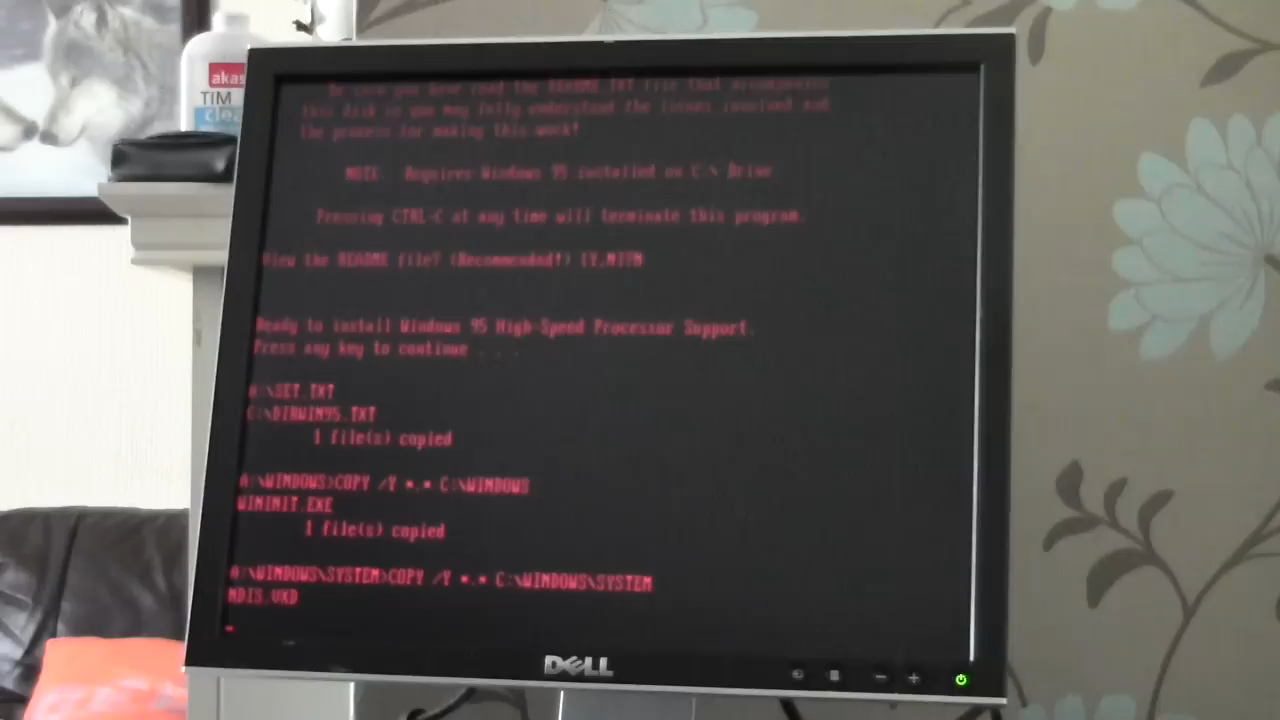 akas
TIM
clea
Be sure you have read the README.TXT file that accompanies
this disk so you may fully understand the issues involved and
the process for making this work!
NOTE: Requires Windows 95 installed on C:\ Drive
Pressing CTRL-C at any time will terminate this program.
View the README file? (Recommended!) [Y,N]?N
Ready to install Windows 95 High-Speed Processor Support.
Press any key to continue . . .
A:\SET.TXT
C:\DIRWIN95.TXT
1 file(s) copied
A:\WINDOWS>COPY /Y *.* C:\WINDOWS
WININIT.EXE
1 file(s) copied
A:\WINDOWS\SYSTEM>COPY /Y *.* C:\WINDOWS\SYSTEM
NDIS.VXD
DELL